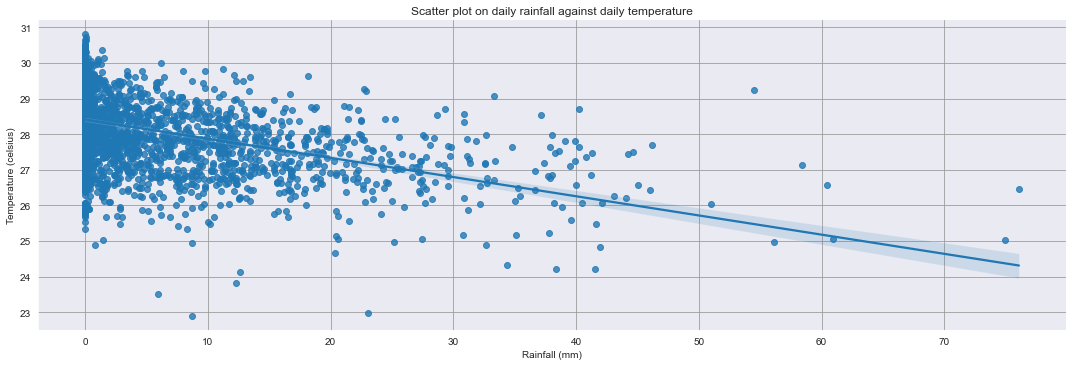 Scatter plot on daily rainfall against daily temperature
31
30
29
28
27
26
25
24
23
Temperature (celsius)
0 10 20 30 40 50 60 70
Rainfall (mm)